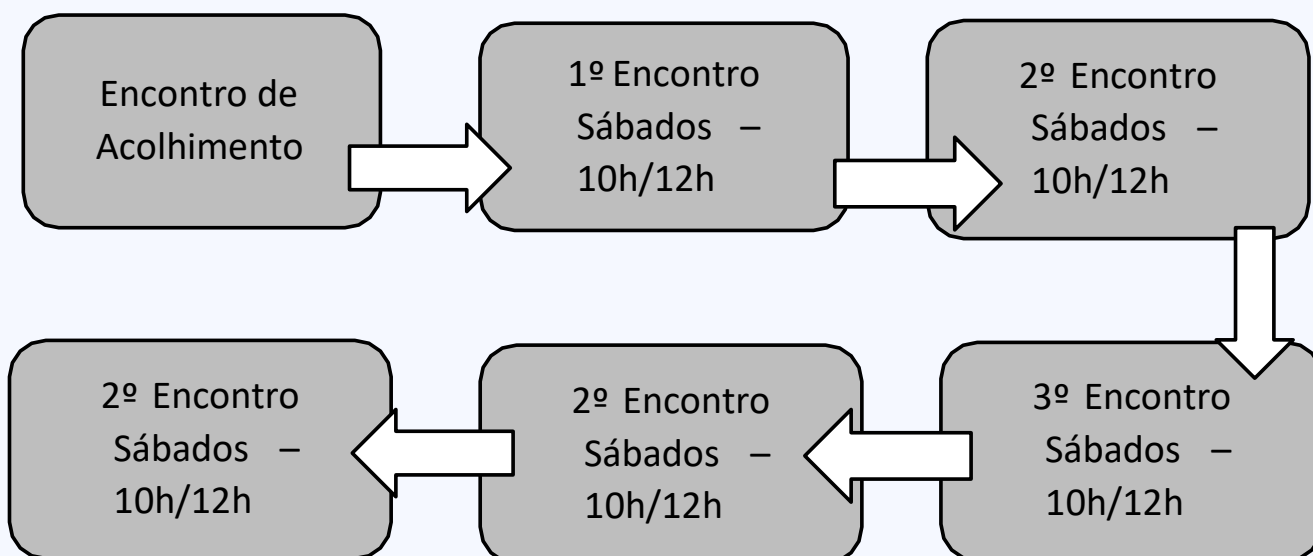 Encontro de
Acolhimento
1º Encontro
Sábados –
10h/12h
2º Encontro
Sábados –
10h/12h
3º Encontro
Sábados –
10h/12h
2º Encontro
Sábados –
10h/12h
2º Encontro
Sábados –
10h/12h